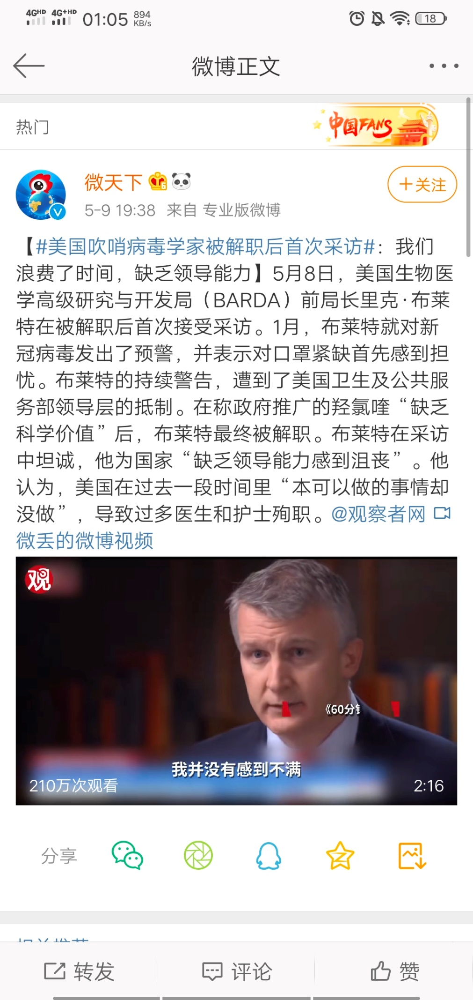 4GHD 4G+HD 01:05 894 KB/s 18
微博正文
热门
中国FANS
微天下 6
+关注
5-9 19:38 来自 专业版微博
【#美国吹哨病毒学家被解职后首次采访#：我们
浪费了时间，缺乏领导能力】5月8日，美国生物医
学高级研究与开发局（BARDA）前局长里克·布莱
特在被解职后首次接受采访。1月，布莱特就对新
冠病毒发出了预警，并表示对口罩紧缺首先感到担
忧。布莱特的持续警告，遭到了美国卫生及公共服
务部领导层的抵制。在称政府推广的羟氯喹“缺乏
科学价值”后，布莱特最终被解职。布莱特在采访
中坦诚，他为国家“缺乏领导能力感到沮丧”。他
认为，美国在过去一段时间里“本可以做的事情却
没做”，导致过多医生和护士殉职。@观察者网
微丢的微博视频
观
《60分
我并没有感到不满
210万次观看
2:16
分享
相关推荐
转发
评论
赞